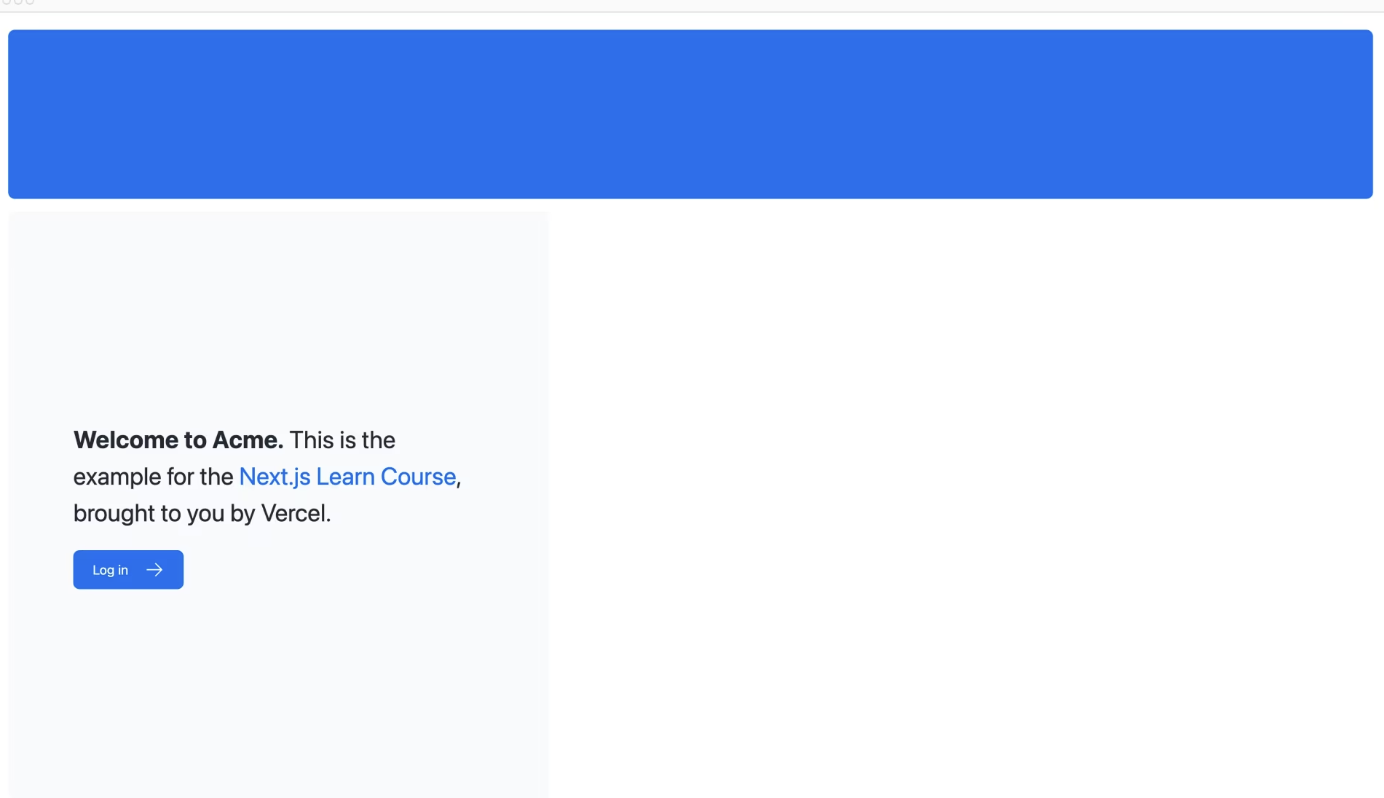 Welcome to Acme. This is the
example for the Next.js Learn Course,
brought to you by Vercel.
Log in